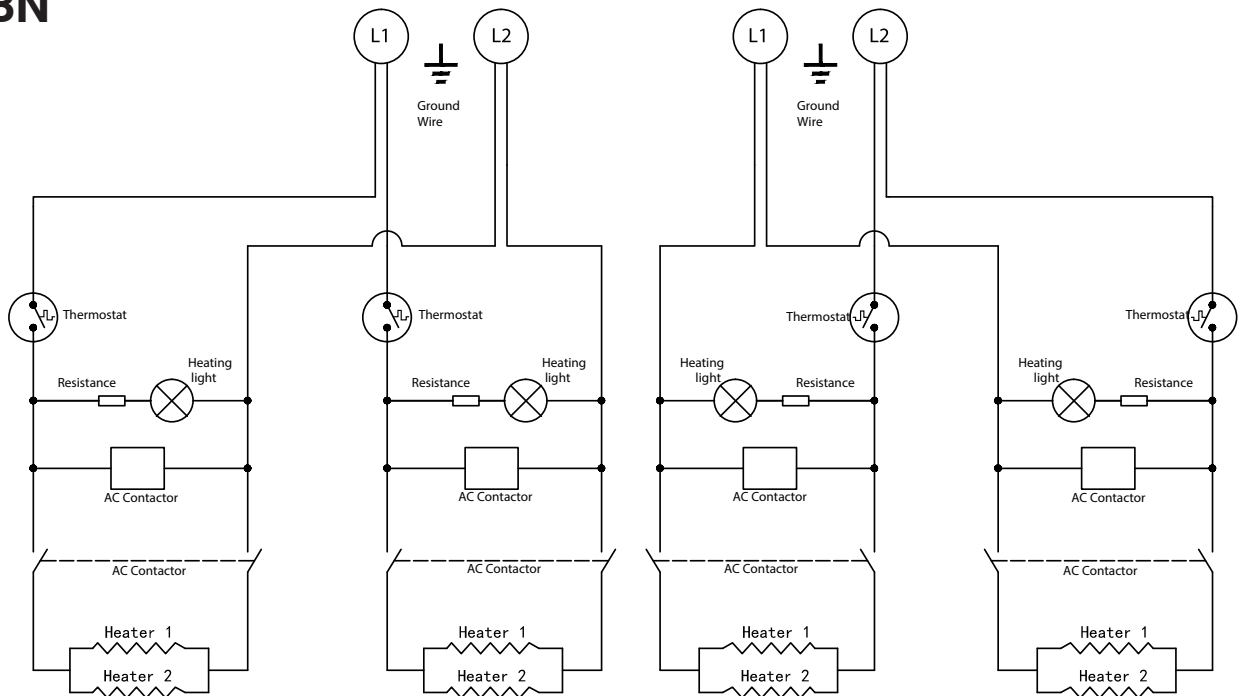 3N
L1
L2
L1
L2
Ground
Wire
Ground
Wire
Thermostat
Thermostat
Thermostat
Thermostat
Heating
light
Heating
light
Heating
light
Heating
light
Resistance
Resistance
Resistance
Resistance
AC Contactor
AC Contactor
AC Contactor
AC Contactor
AC Contactor
AC Contactor
AC Contactor
AC Contactor
Heater 1
Heater 1
Heater 1
Heater 1
Heater 2
Heater 2
Heater 2
Heater 2